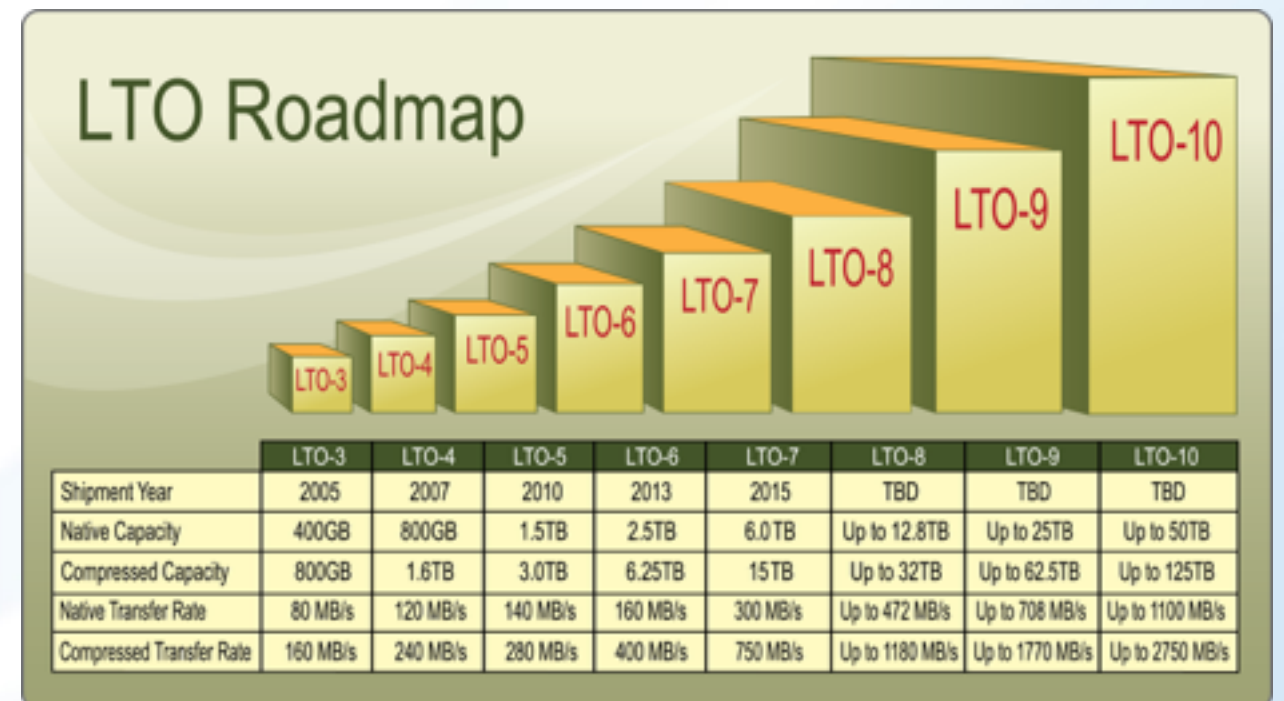 LTO Roadmap
LTO-3
LTO-4
LTO-5
LTO-6
LTO-7
LTO-8
LTO-9
LTO-10
LTO-3 LTO-4 LTO-5 LTO-6 LTO-7 LTO-8 LTO-9 LTO-10
Shipment Year 2005 2007 2010 2013 2015 TBD TBD TBD
Native Capacity 400GB 800GB 1.5TB 2.5TB 6.0TB Up to 12.8TB Up to 25TB Up to 50TB
Compressed Capacity 800GB 1.6TB 3.0TB 6.25TB 15TB Up to 32TB Up to 62.5TB Up to 125TB
Native Transfer Rate 80 MB/s 120 MB/s 140 MB/s 160 MB/s 300 MB/s Up to 472 MB/s Up to 708 MB/s Up to 1100 MB/s
Compressed Transfer Rate 160 MB/s 240 MB/s 280 MB/s 400 MB/s 750 MB/s Up to 1180 MB/s Up to 1770 MB/s Up to 2750 MB/s